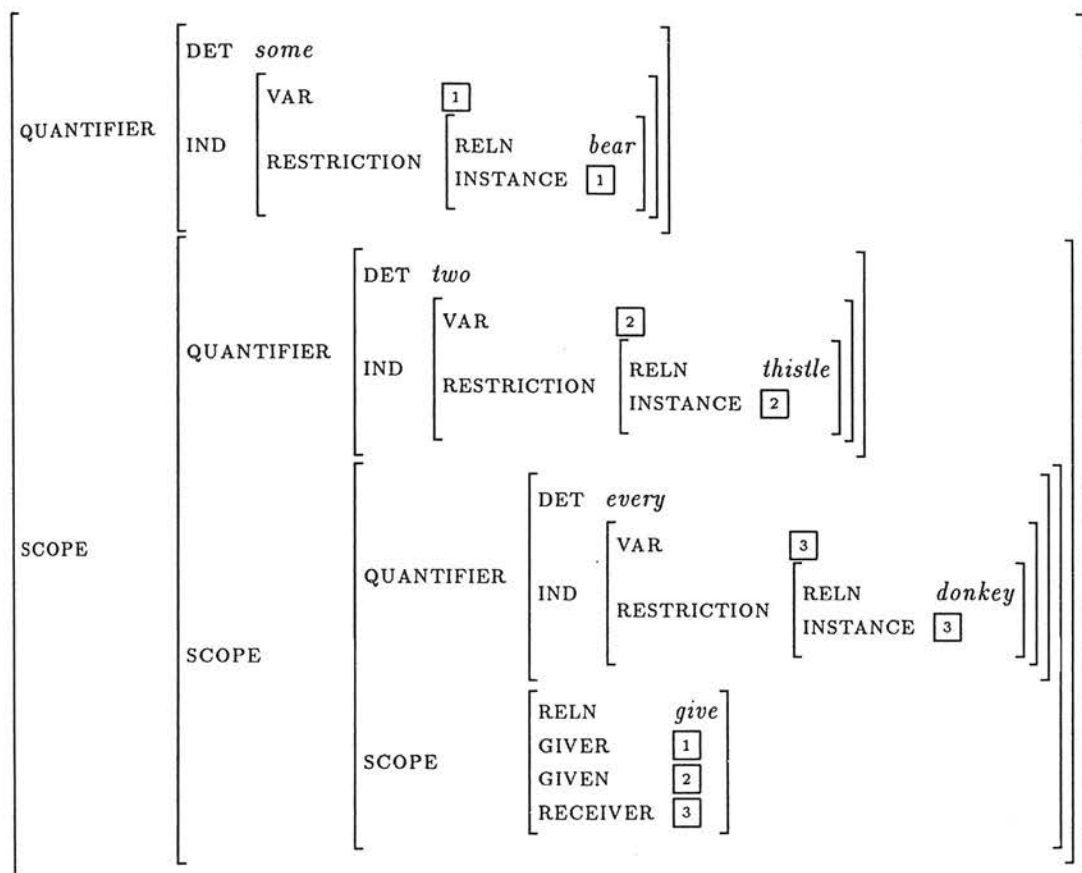 DET some
VAR 1
QUANTIFIER IND RELN bear
RESTRICTION INSTANCE 1
DET two
VAR 2
QUANTIFIER IND RELN thistle
RESTRICTION INSTANCE 2
DET every
SCOPE VAR 3
QUANTIFIER IND RELN donkey
RESTRICTION INSTANCE 3
SCOPE
RELN give
GIVER 1
SCOPE GIVEN 2
RECEIVER 3